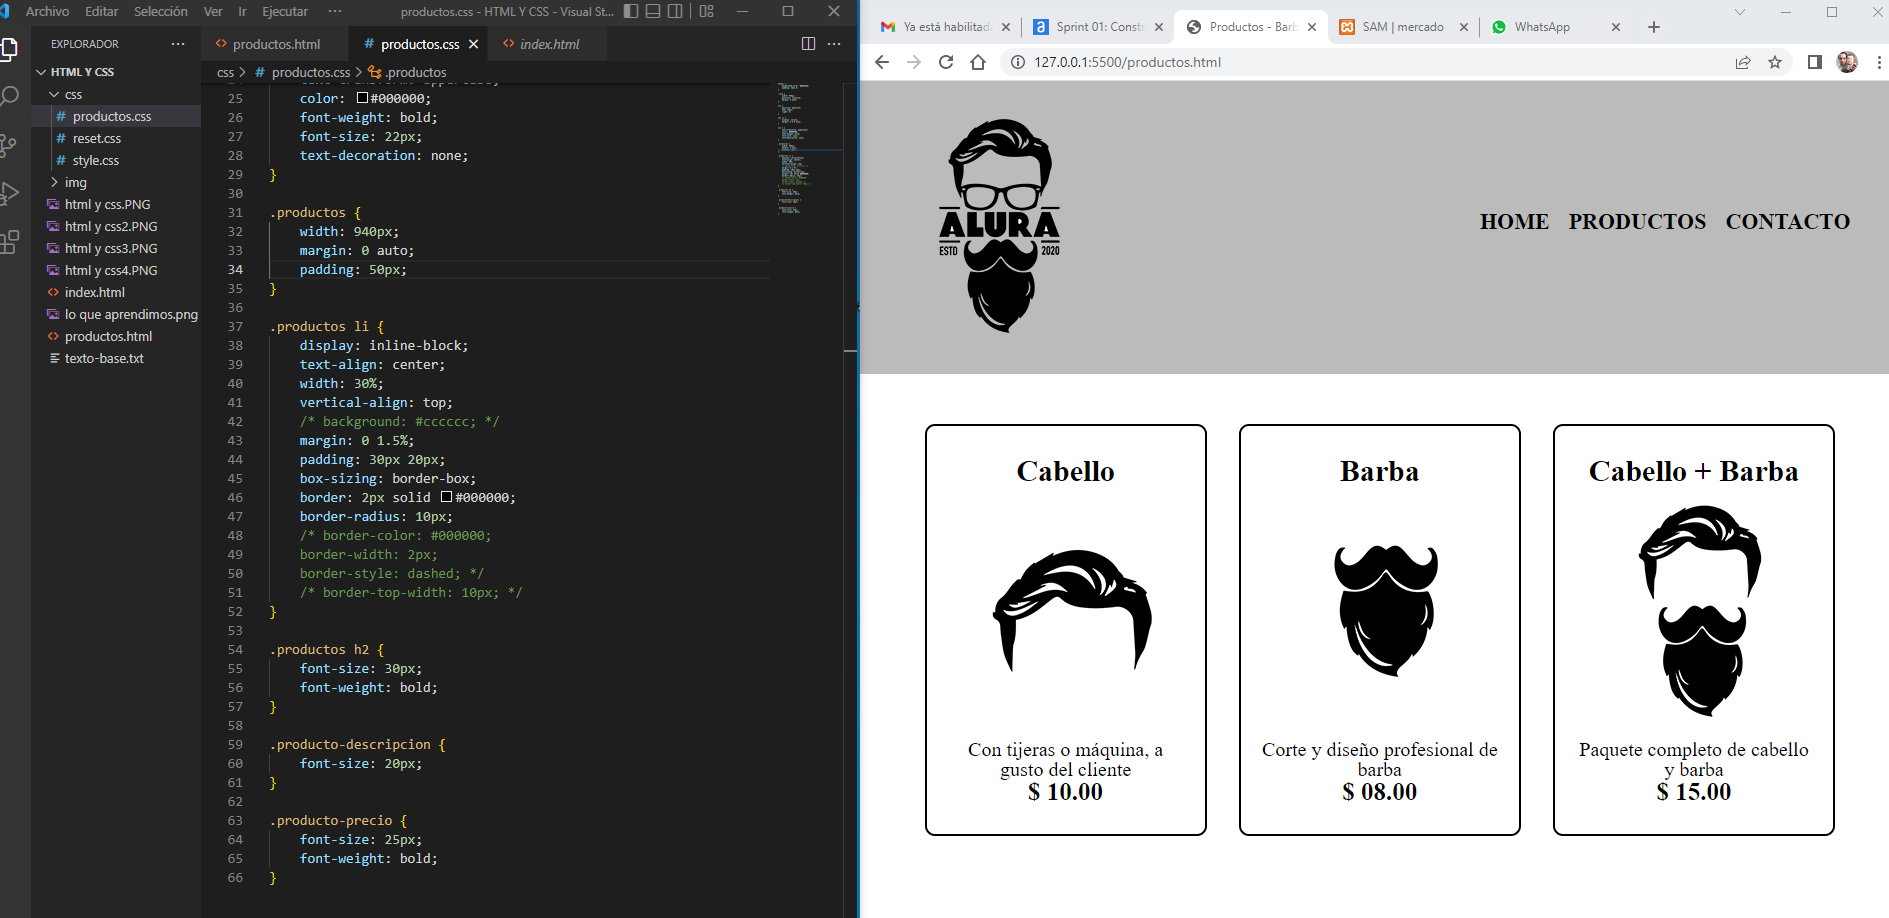 Archivo Editar Selección Ver Ir Ejecutar ··· productos.css - HTML Y CSS - Visual St...
EXPLORADOR ···
HTML Y CSS
css
# productos.css
# reset.css
# style.css
img
html y css.PNG
html y css2.PNG
html y css3.PNG
html y css4.PNG
index.html
lo que aprendimos.png
productos.html
texto-base.txt
productos.html # productos.css index.html ···
css > # productos.css > .productos
25 color: #000000;
26 font-weight: bold;
27 font-size: 22px;
28 text-decoration: none;
29 }
30
31 .productos {
32 width: 940px;
33 margin: 0 auto;
34 padding: 50px;
35 }
36
37 .productos li {
38 display: inline-block;
39 text-align: center;
40 width: 30%;
41 vertical-align: top;
42 /* background: #cccccc; */
43 margin: 0 1.5%;
44 padding: 30px 20px;
45 box-sizing: border-box;
46 border: 2px solid #000000;
47 border-radius: 10px;
48 /* border-color: #000000;
49 border-width: 2px;
50 border-style: dashed; */
51 /* border-top-width: 10px; */
52 }
53
54 .productos h2 {
55 font-size: 30px;
56 font-weight: bold;
57 }
58
59 .producto-descripcion {
60 font-size: 20px;
61 }
62
63 .producto-precio {
64 font-size: 25px;
65 font-weight: bold;
66 }
Ya está habilitad Sprint 01: Constr Productos - Barb SAM | mercado WhatsApp
127.0.0.1:5500/productos.html
ALURA
ESTD 2020
HOME PRODUCTOS CONTACTO
Cabello
Con tijeras o máquina, a
gusto del cliente
$ 10.00
Barba
Corte y diseño profesional de
barba
$ 08.00
Cabello + Barba
Paquete completo de cabello
y barba
$ 15.00